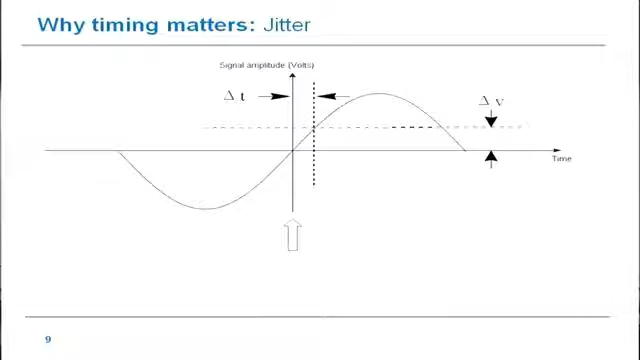 Why timing matters: Jitter
Signal amplitude (Volts)
Δ t
Δ v
Time
9